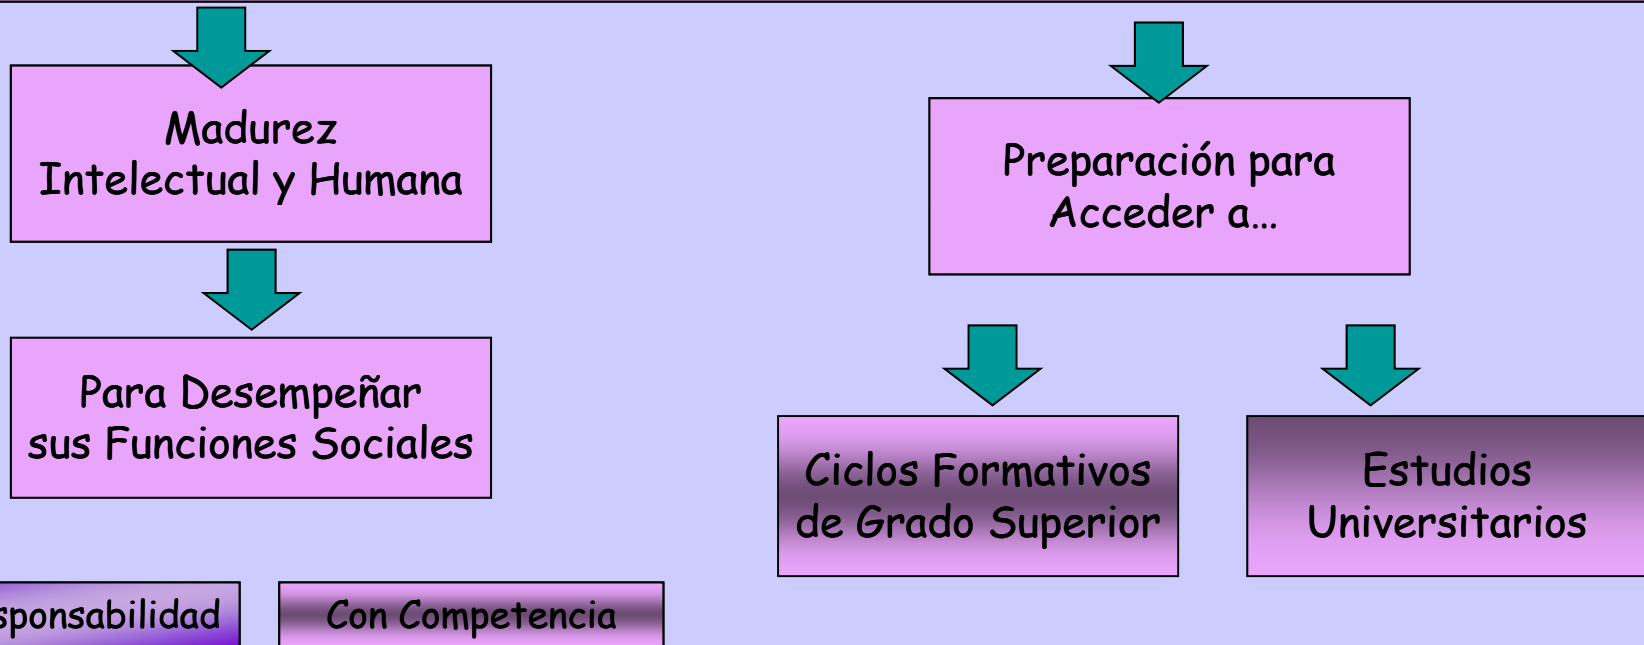 Madurez
Intelectual y Humana
Preparación para
Acceder a...
Para Desempeñar
sus Funciones Sociales
Ciclos Formativos
de Grado Superior
Estudios
Universitarios
sponsabilidad
Con Competencia